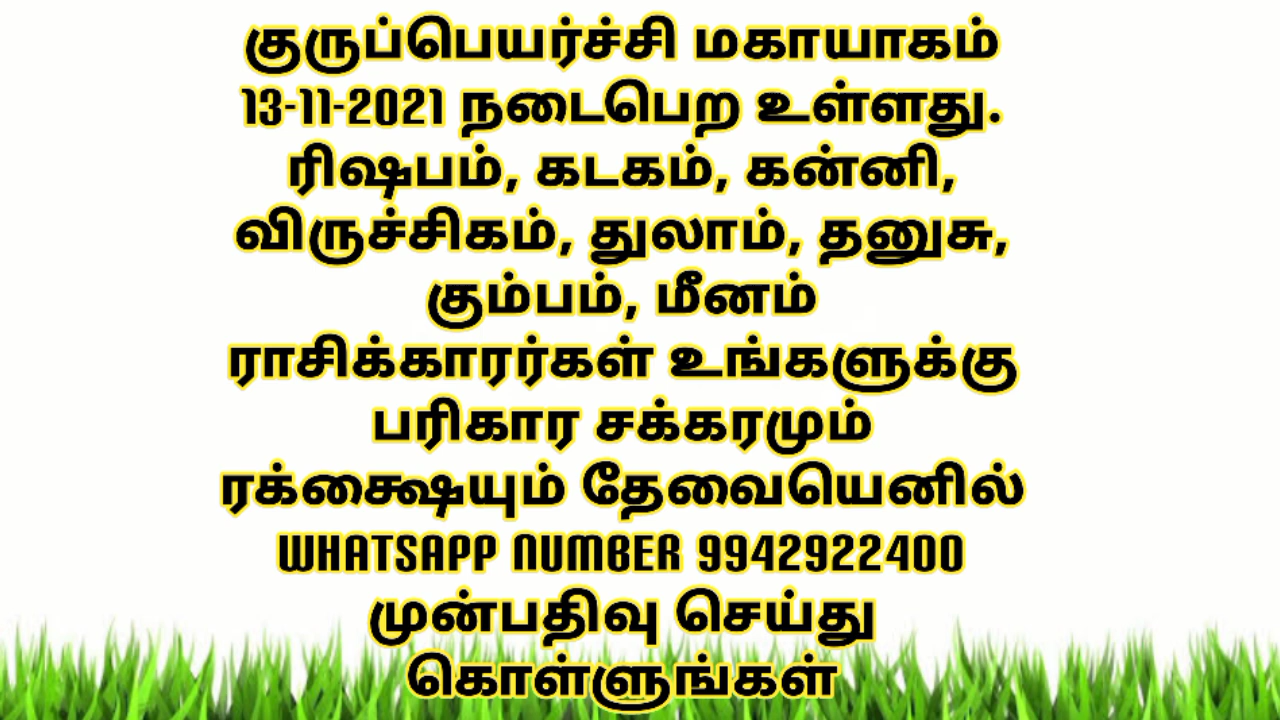 குருப்பெயர்ச்சி மகாயாகம்
13-11-2021 நடைபெற உள்ளது.
ரிஷபம், கடகம், கன்னி,
விருச்சிகம், துலாம், தனுசு,
கும்பம், மீனம்
ராசிக்காரர்கள் உங்களுக்கு
பரிகார சக்கரமும்
ரக்க்ஷையும் தேவையெனில்
WHATSAPP NUMBER 9942922400
முன்பதிவு செய்து
கொள்ளுங்கள்